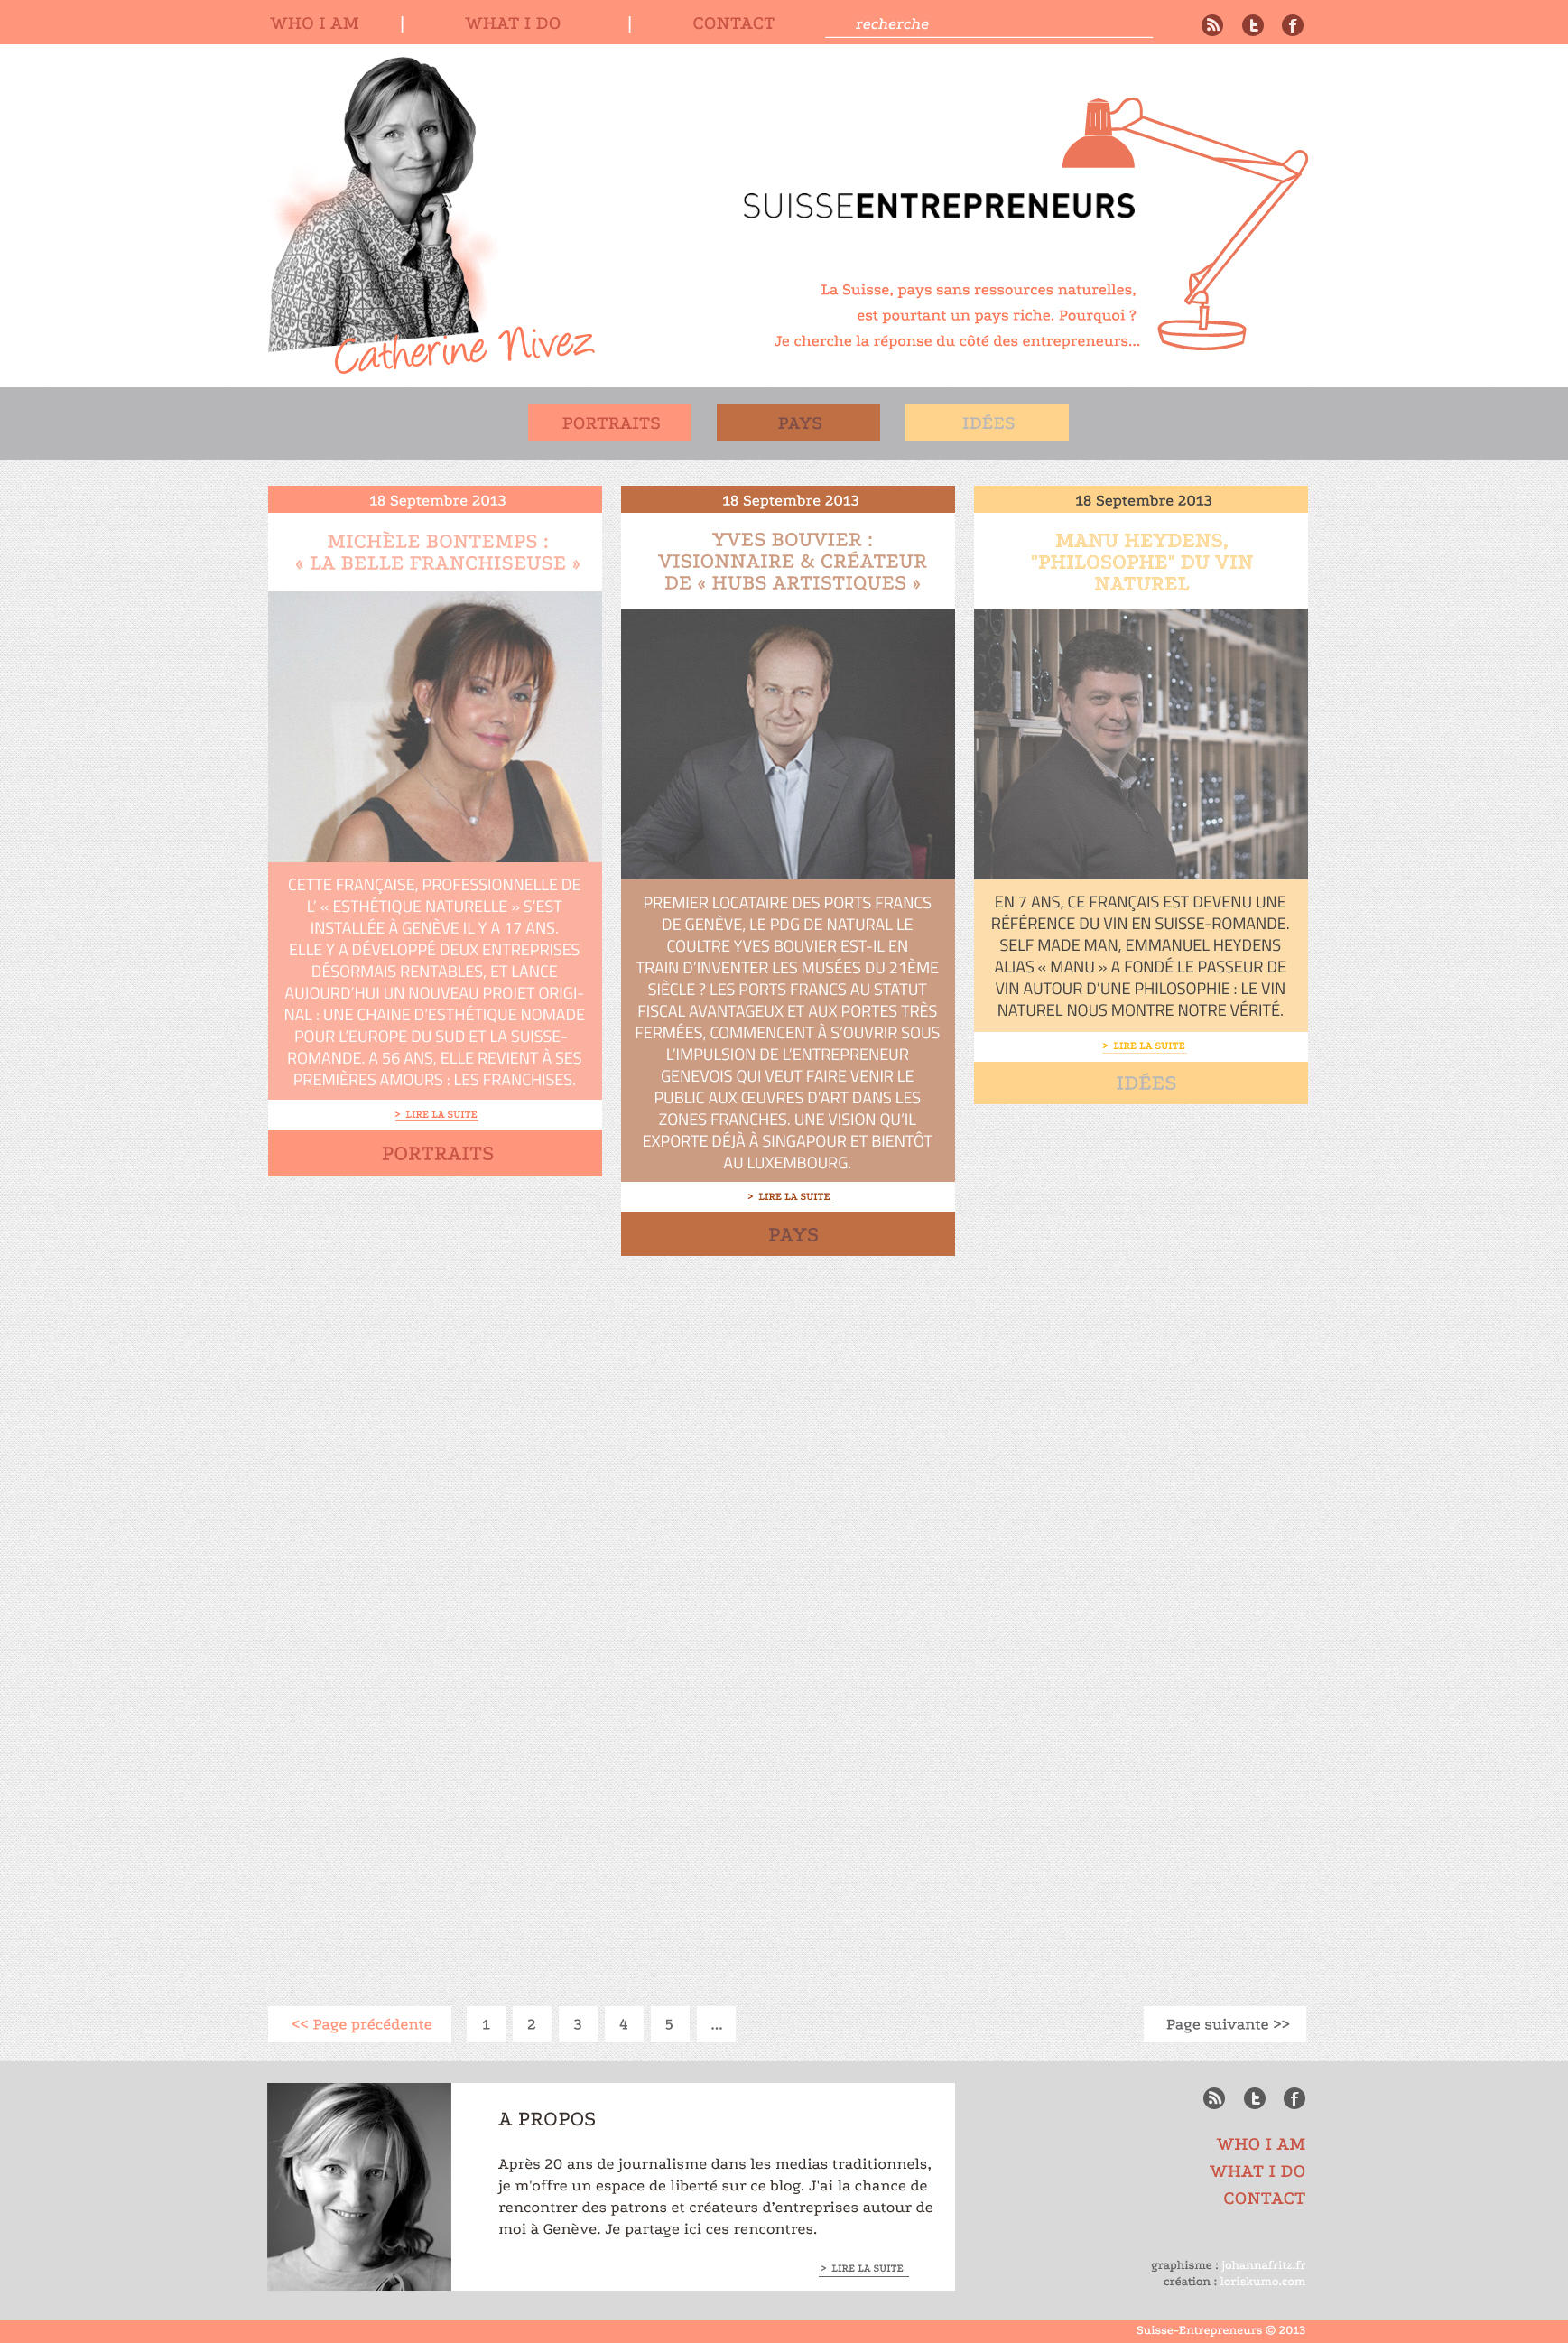 WHO I AM | WHAT I DO | CONTACT recherche
SUISSEENTREPRENEURS
La Suisse, pays sans ressources naturelles,
est pourtant un pays riche. Pourquoi ?
Je cherche la réponse du côté des entrepreneurs...
Catherine Nivez
PORTRAITS PAYS IDÉES
18 Septembre 2013
MICHÈLE BONTEMPS :
« LA BELLE FRANCHISEUSE »
CETTE FRANÇAISE, PROFESSIONNELLE DE
L’ « ESTHÉTIQUE NATURELLE » S’EST
INSTALLÉE À GENÈVE IL Y A 17 ANS.
ELLE Y A DÉVELOPPÉ DEUX ENTREPRISES
DÉSORMAIS RENTABLES, ET LANCE
AUJOURD’HUI UN NOUVEAU PROJET ORIGI-
NAL : UNE CHAINE D’ESTHÉTIQUE NOMADE
POUR L’EUROPE DU SUD ET LA SUISSE-
ROMANDE. A 56 ANS, ELLE REVIENT À SES
PREMIÈRES AMOURS : LES FRANCHISES.
> LIRE LA SUITE
PORTRAITS
18 Septembre 2013
YVES BOUVIER :
VISIONNAIRE & CRÉATEUR
DE « HUBS ARTISTIQUES »
PREMIER LOCATAIRE DES PORTS FRANCS
DE GENÈVE, LE PDG DE NATURAL LE
COULTRE YVES BOUVIER EST-IL EN
TRAIN D’INVENTER LES MUSÉES DU 21ÈME
SIÈCLE ? LES PORTS FRANCS AU STATUT
FISCAL AVANTAGEUX ET AUX PORTES TRÈS
FERMÉES, COMMENCENT À S’OUVRIR SOUS
L’IMPULSION DE L’ENTREPRENEUR
GENEVOIS QUI VEUT FAIRE VENIR LE
PUBLIC AUX ŒUVRES D’ART DANS LES
ZONES FRANCHES. UNE VISION QU’IL
EXPORTE DÉJÀ À SINGAPOUR ET BIENTÔT
AU LUXEMBOURG.
> LIRE LA SUITE
PAYS
18 Septembre 2013
MANU HEYDENS,
"PHILOSOPHE" DU VIN
NATUREL
EN 7 ANS, CE FRANÇAIS EST DEVENU UNE
RÉFÉRENCE DU VIN EN SUISSE-ROMANDE.
SELF MADE MAN, EMMANUEL HEYDENS
ALIAS « MANU » A FONDÉ LE PASSEUR DE
VIN AUTOUR D’UNE PHILOSOPHIE : LE VIN
NATUREL NOUS MONTRE NOTRE VÉRITÉ.
> LIRE LA SUITE
IDÉES
<< Page précédente 1 2 3 4 5 ... Page suivante >>
A PROPOS
Après 20 ans de journalisme dans les medias traditionnels,
je m'offre un espace de liberté sur ce blog. J'ai la chance de
rencontrer des patrons et créateurs d’entreprises autour de
moi à Genève. Je partage ici ces rencontres.
> LIRE LA SUITE
WHO I AM
WHAT I DO
CONTACT
graphisme : johannafritz.fr
création : loriskumo.com
Suisse-Entrepreneurs © 2013